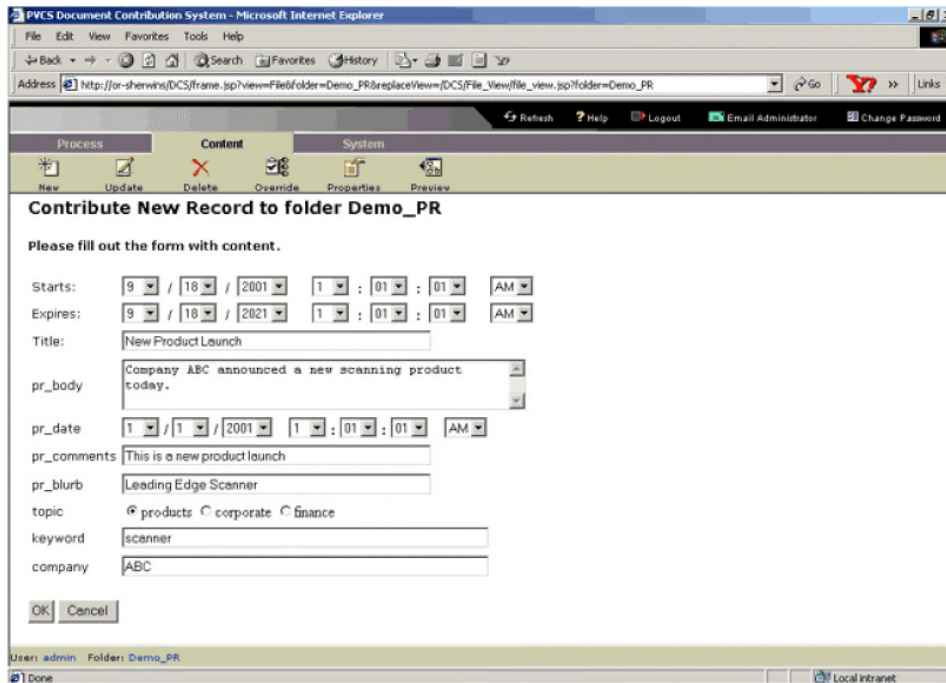 PVCS Document Contribution System - Microsoft Internet Explorer
File Edit View Favorites Tools Help
Back Search Favorites History
Address http://or-sherwins/DCS/frame.jsp?view=File&folder=Demo_PR&replaceView=/DCS/File_View/file_view.jsp?folder=Demo_PR Go Links
Refresh ? Help Logout Email Administrator Change Password
Process Content System
New Update Delete Override Properties Preview
Contribute New Record to folder Demo_PR
Please fill out the form with content.
Starts: 9 / 18 / 2001 1 : 01 : 01 AM
Expires: 9 / 18 / 2021 1 : 01 : 01 AM
Title: New Product Launch
pr_body Company ABC announced a new scanning product
today.
pr_date 1 / 1 / 2001 1 : 01 : 01 AM
pr_comments This is a new product launch
pr_blurb Leading Edge Scanner
topic products corporate finance
keyword scanner
company ABC
OK Cancel
User: admin Folder: Demo_PR
Done Local intranet